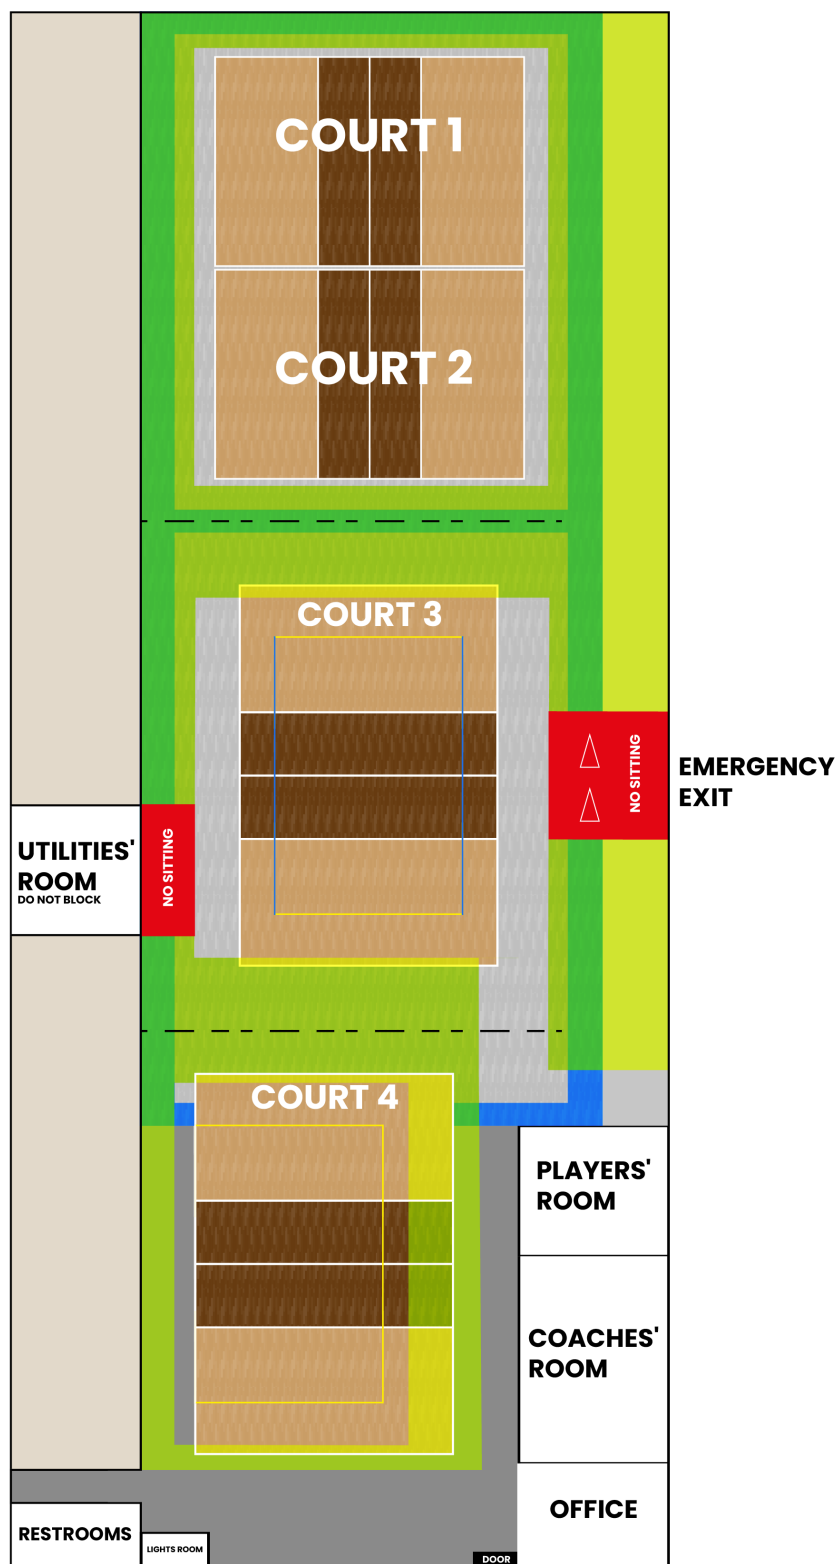 COURT 1
COURT 2
COURT 3
NO SITTING
EMERGENCY
EXIT
UTILITIES'
ROOM
DO NOT BLOCK
NO SITTING
COURT 4
PLAYERS'
ROOM
COACHES'
ROOM
OFFICE
RESTROOMS
LIGHTS ROOM
DOOR